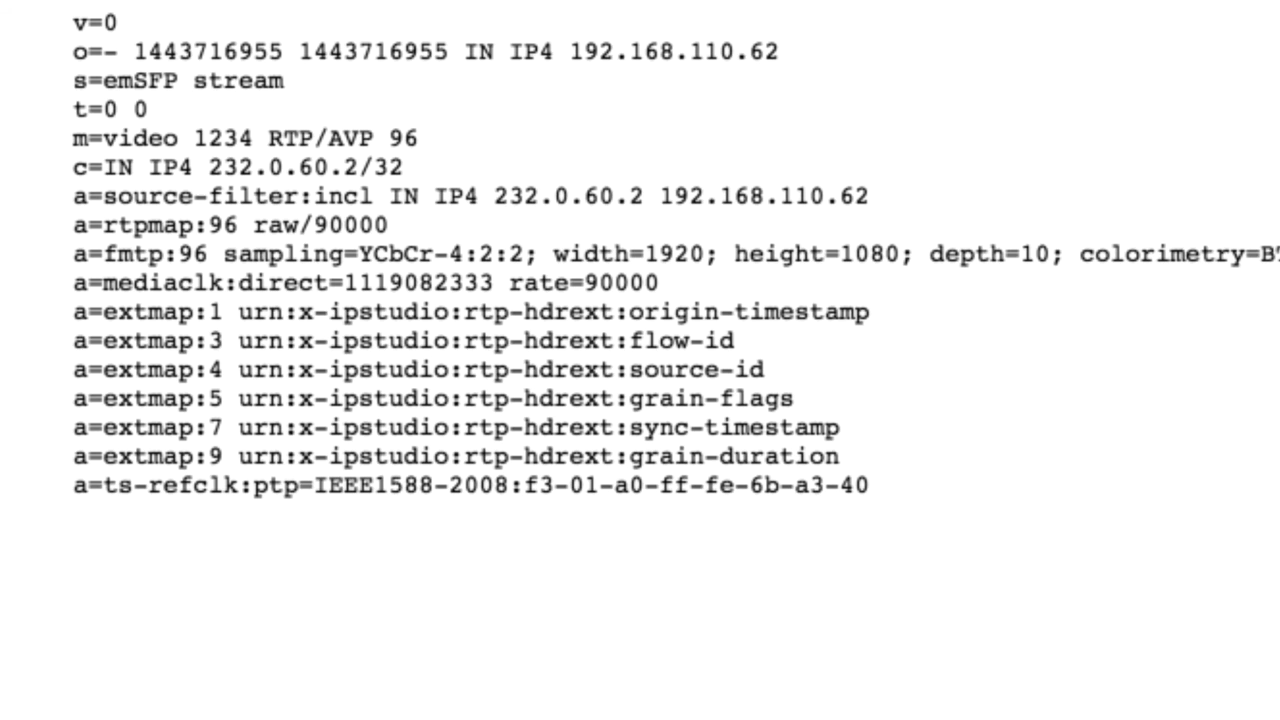 v=0
o=- 1443716955 1443716955 IN IP4 192.168.110.62
s=emSFP stream
t=0 0
m=video 1234 RTP/AVP 96
c=IN IP4 232.0.60.2/32
a=source-filter:incl IN IP4 232.0.60.2 192.168.110.62
a=rtpmap:96 raw/90000
a=fmtp:96 sampling=YCbCr-4:2:2; width=1920; height=1080; depth=10; colorimetry=B
a=mediaclk:direct=1119082333 rate=90000
a=extmap:1 urn:x-ipstudio:rtp-hdrext:origin-timestamp
a=extmap:3 urn:x-ipstudio:rtp-hdrext:flow-id
a=extmap:4 urn:x-ipstudio:rtp-hdrext:source-id
a=extmap:5 urn:x-ipstudio:rtp-hdrext:grain-flags
a=extmap:7 urn:x-ipstudio:rtp-hdrext:sync-timestamp
a=extmap:9 urn:x-ipstudio:rtp-hdrext:grain-duration
a=ts-refclk:ptp=IEEE1588-2008:f3-01-a0-ff-fe-6b-a3-40